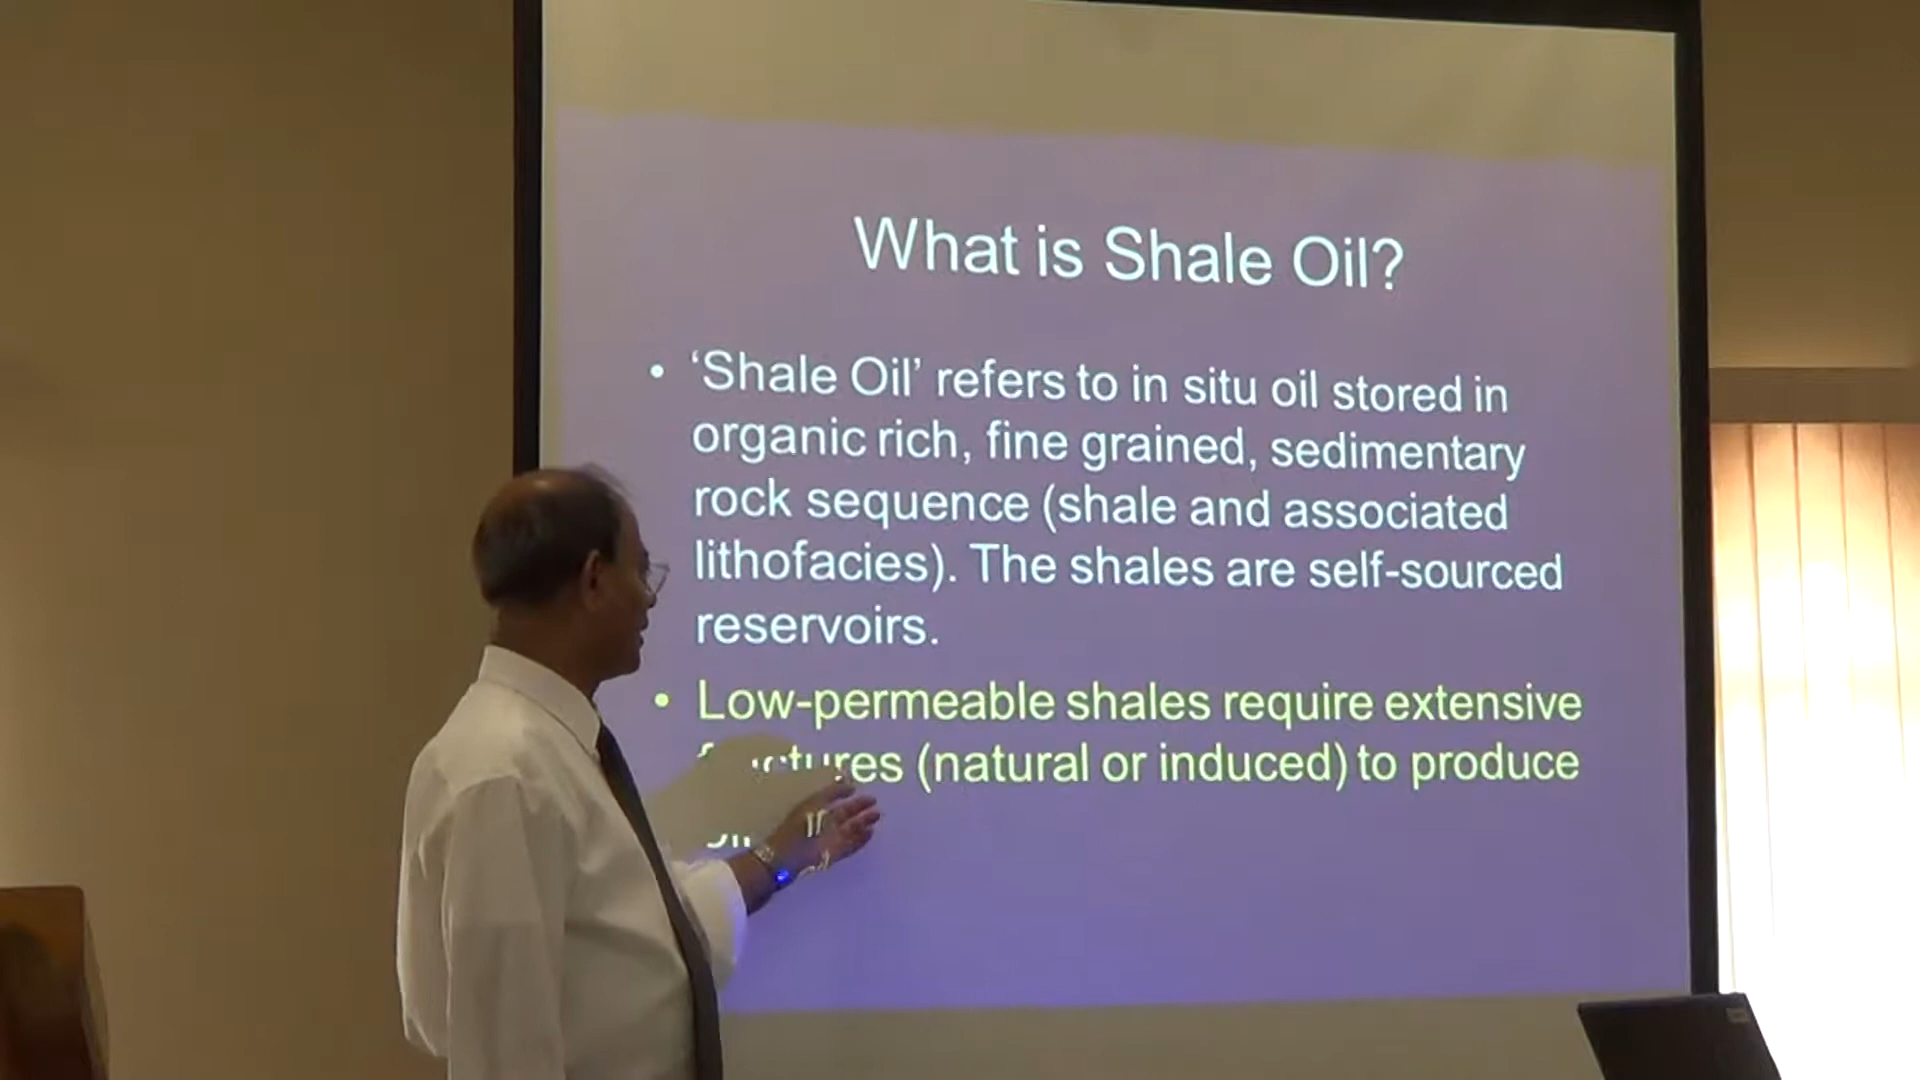 What is Shale Oil?
• ‘Shale Oil’ refers to in situ oil stored in
organic rich, fine grained, sedimentary
rock sequence (shale and associated
lithofacies). The shales are self-sourced
reservoirs.
• Low-permeable shales require extensive
(natural or induced) to produce